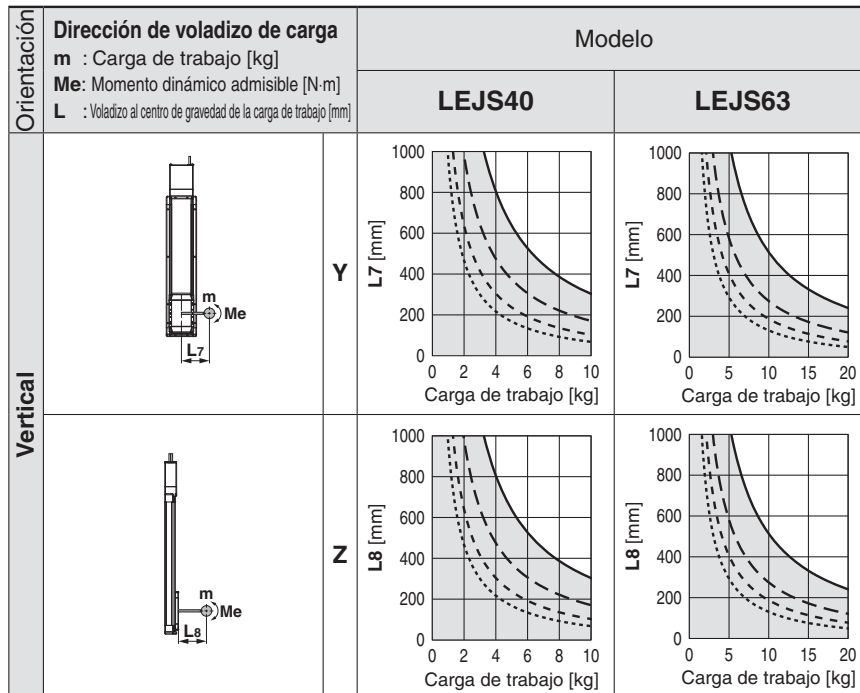 Orientación
Dirección de voladizo de carga
m : Carga de trabajo [kg]
Me: Momento dinámico admisible [N·m]
L : Voladizo al centro de gravedad de la carga de trabajo [mm]
Modelo
LEJS40
LEJS63
Vertical
m
Me
L7
Y
L7 [mm]
1000
800
600
400
200
0
0 2 4 6 8 10
Carga de trabajo [kg]
L7 [mm]
1000
800
600
400
200
0
0 5 10 15 20
Carga de trabajo [kg]
m
Me
L8
Z
L8 [mm]
1000
800
600
400
200
0
0 2 4 6 8 10
Carga de trabajo [kg]
L8 [mm]
1000
800
600
400
200
0
0 5 10 15 20
Carga de trabajo [kg]